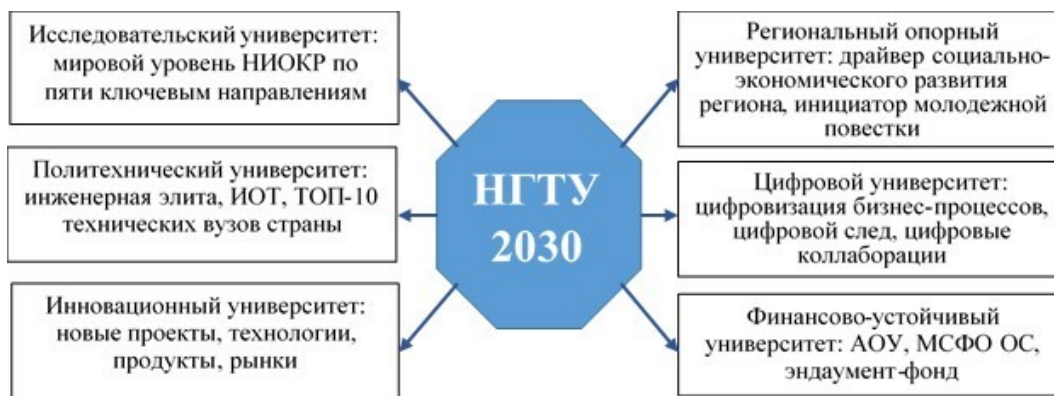 Исследовательский университет:
мировой уровень НИОКР по
пяти ключевым направлениям
Политехнический университет:
инженерная элита, ИОТ, ТОП-10
технических вузов страны
Инновационный университет:
новые проекты, технологии,
продукты, рынки
НГТУ
2030
Региональный опорный
университет: драйвер социально-
экономического развития
региона, инициатор молодежной
повестки
Цифровой университет:
цифровизация бизнес-процессов,
цифровой след, цифровые
коллаборации
Финансово-устойчивый
университет: АОУ, МСФО ОС,
эндаумент-фонд